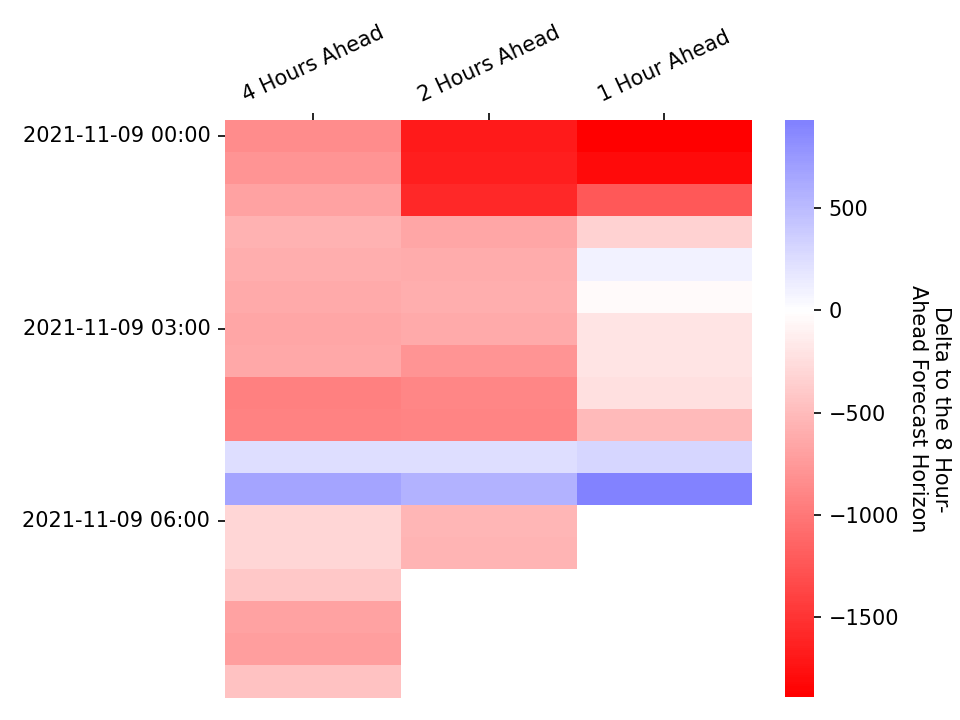 4 Hours Ahead
2 Hours Ahead
1 Hour Ahead
2021-11-09 00:00
2021-11-09 03:00
2021-11-09 06:00
500
0
−500
−1000
−1500
Delta to the 8 Hour-
Ahead Forecast Horizon